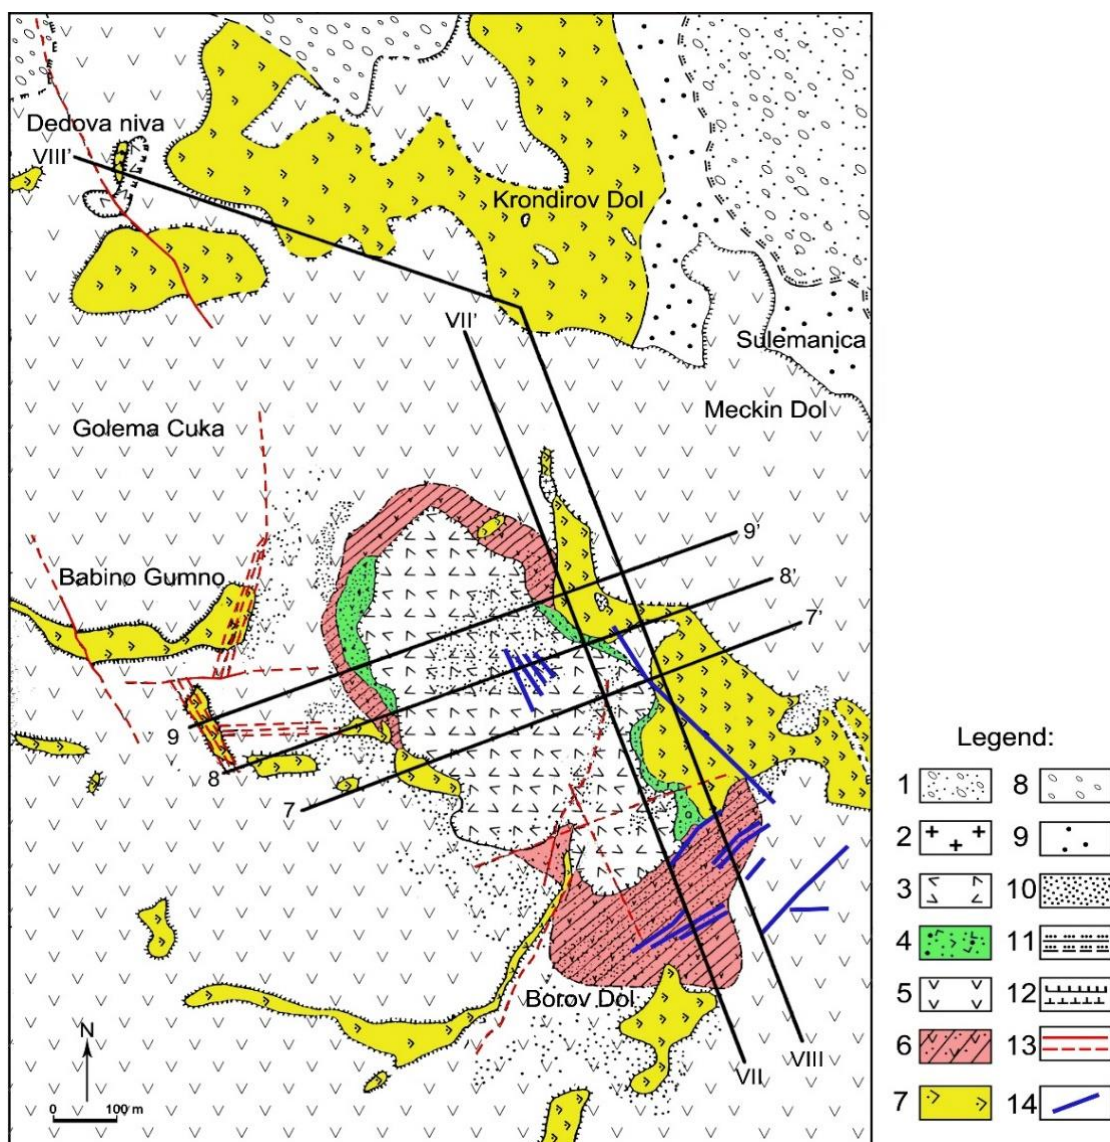 Dedova niva
VIII'
Krondirov Dol
VII'
Sulemanica
Meckin Dol
Golema Cuka
9'
Babino Gumno
8'
7'
9
8
7
Borov Dol
N
VIII
VII
0 100 m
Legend:
1 8
2 9
3 10
4 11
5 12
6 13
7 14